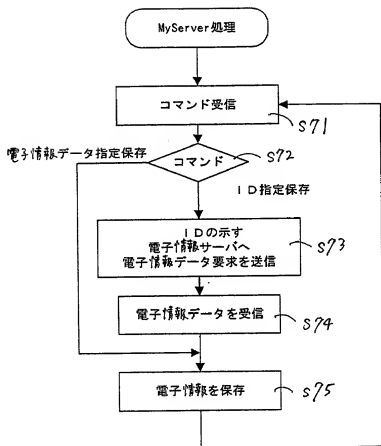 MyServer処理
コマンド受信
S71
コマンド
S72
電子情報データ指定保存
ID指定保存
IDの示す
電子情報サーバへ
電子情報データ要求を送信
S73
電子情報データを受信
S74
電子情報を保存
S75